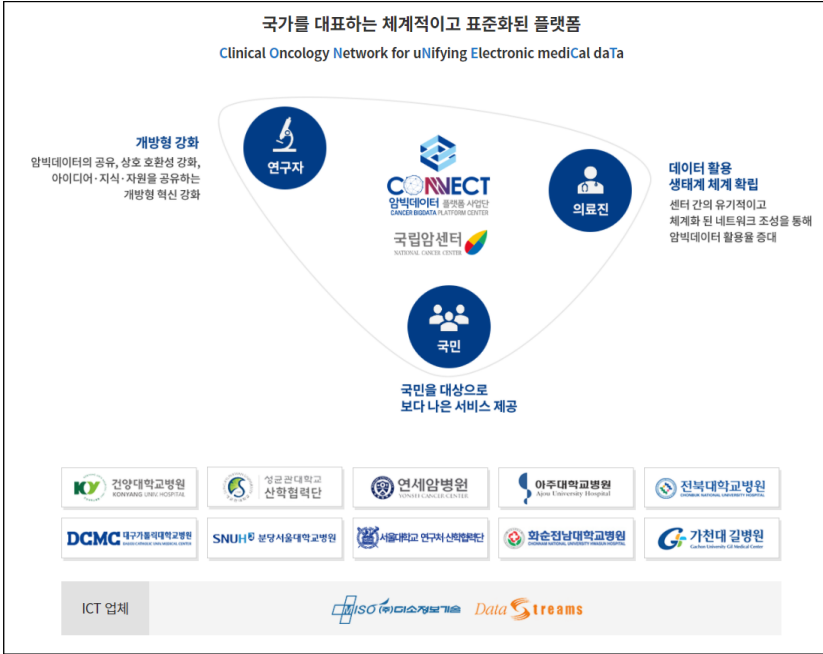 국가를 대표하는 체계적이고 표준화된 플랫폼
Clinical Oncology Network for uNifying Electronic mediCal daTa
개방형 강화
암빅데이터의 공유, 상호 호환성 강화,
아이디어·지식·자원을 공유하는
개방형 혁신 강화
연구자
CONNECT
암빅데이터 플랫폼 사업단
CANCER BIGDATA PLATFORM CENTER
국립암센터
NATIONAL CANCER CENTER
의료진
데이터 활용
생태계 체계 확립
센터 간의 유기적이고
체계화 된 네트워크 조성을 통해
암빅데이터 활용율 증대
국민
국민을 대상으로
보다 나은 서비스 제공
KY 건양대학교병원
KONYANG UNIV. HOSPITAL
성균관대학교
산학협력단
연세암병원
YONSEI CANCER CENTER
아주대학교병원
Ajou University Hospital
전북대학교병원
CHONBUK NATIONAL UNIVERSITY HOSPITAL
DCMC 대구가톨릭대학교병원
SNUH 분당서울대학교병원
서울대학교 연구처·산학협력단
화순전남대학교병원
CHONNAM NATIONAL UNIVERSITY HWASUN HOSPITAL
가천대 길병원
Gachon University Gil Medical Center
ICT 업체
MISO (주)미소정보기술
Data Streams